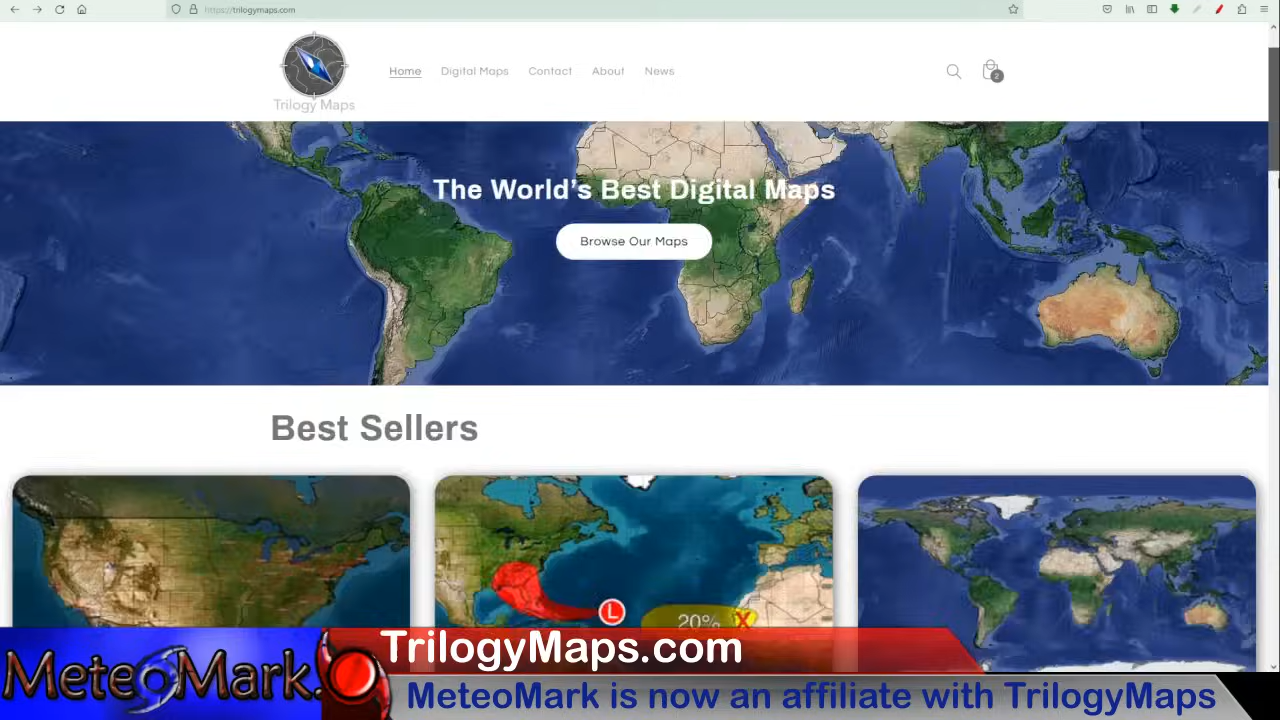 https://trilogymaps.com
Trilogy Maps
Home Digital Maps Contact About News
2
The World’s Best Digital Maps
Browse Our Maps
Best Sellers
L
20% X
TrilogyMaps.com
MeteoMark.
MeteoMark is now an affiliate with TrilogyMaps